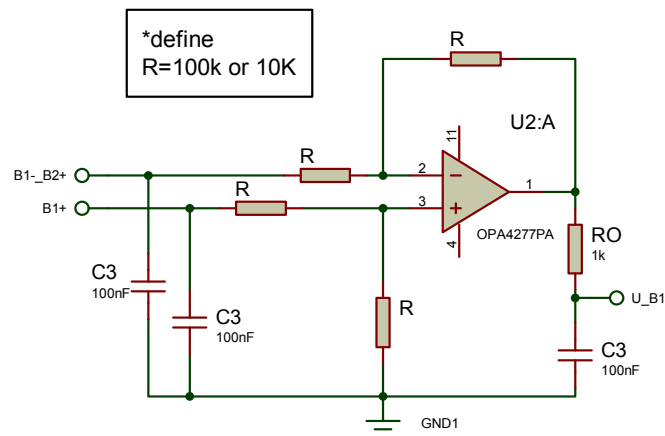 *define
R=100k or 10K
R
U2:A
11
B1-_B2+
R
2
1
B1+
R
3
4
OPA4277PA
RO
1k
U_B1
C3
100nF
C3
100nF
R
C3
100nF
GND1